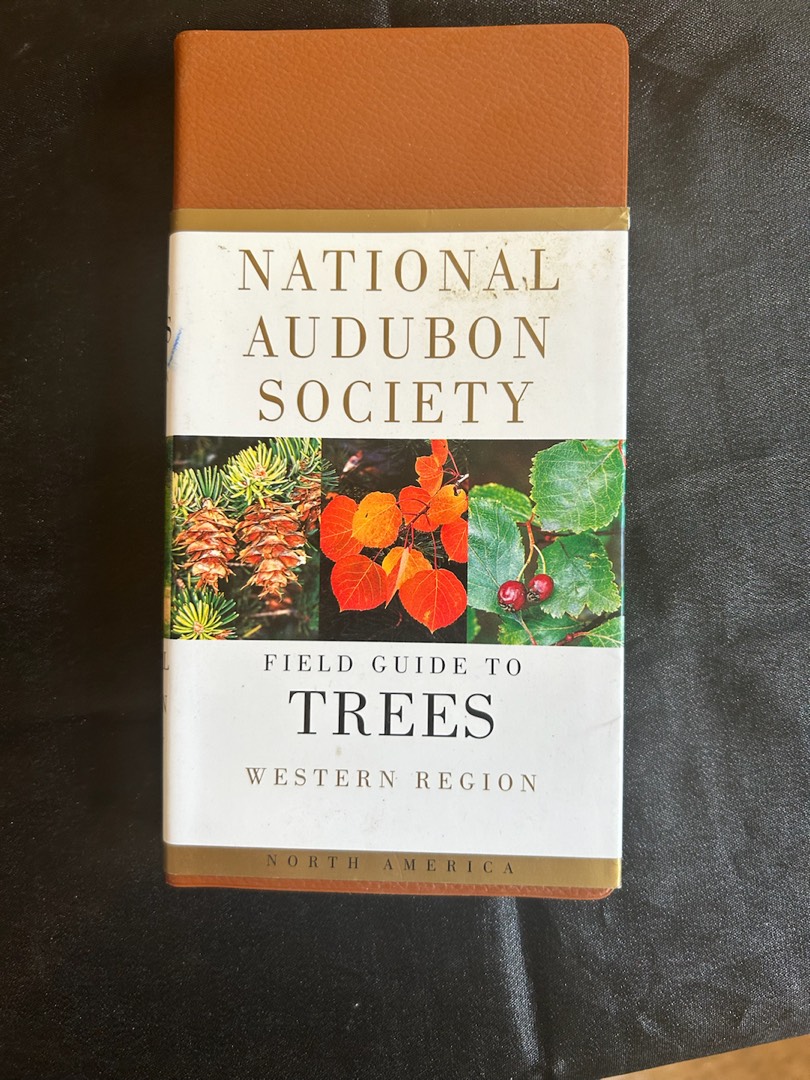 NATIONAL
AUDUBON
SOCIETY
FIELD GUIDE TO
TREES
WESTERN REGION
NORTH AMERICA